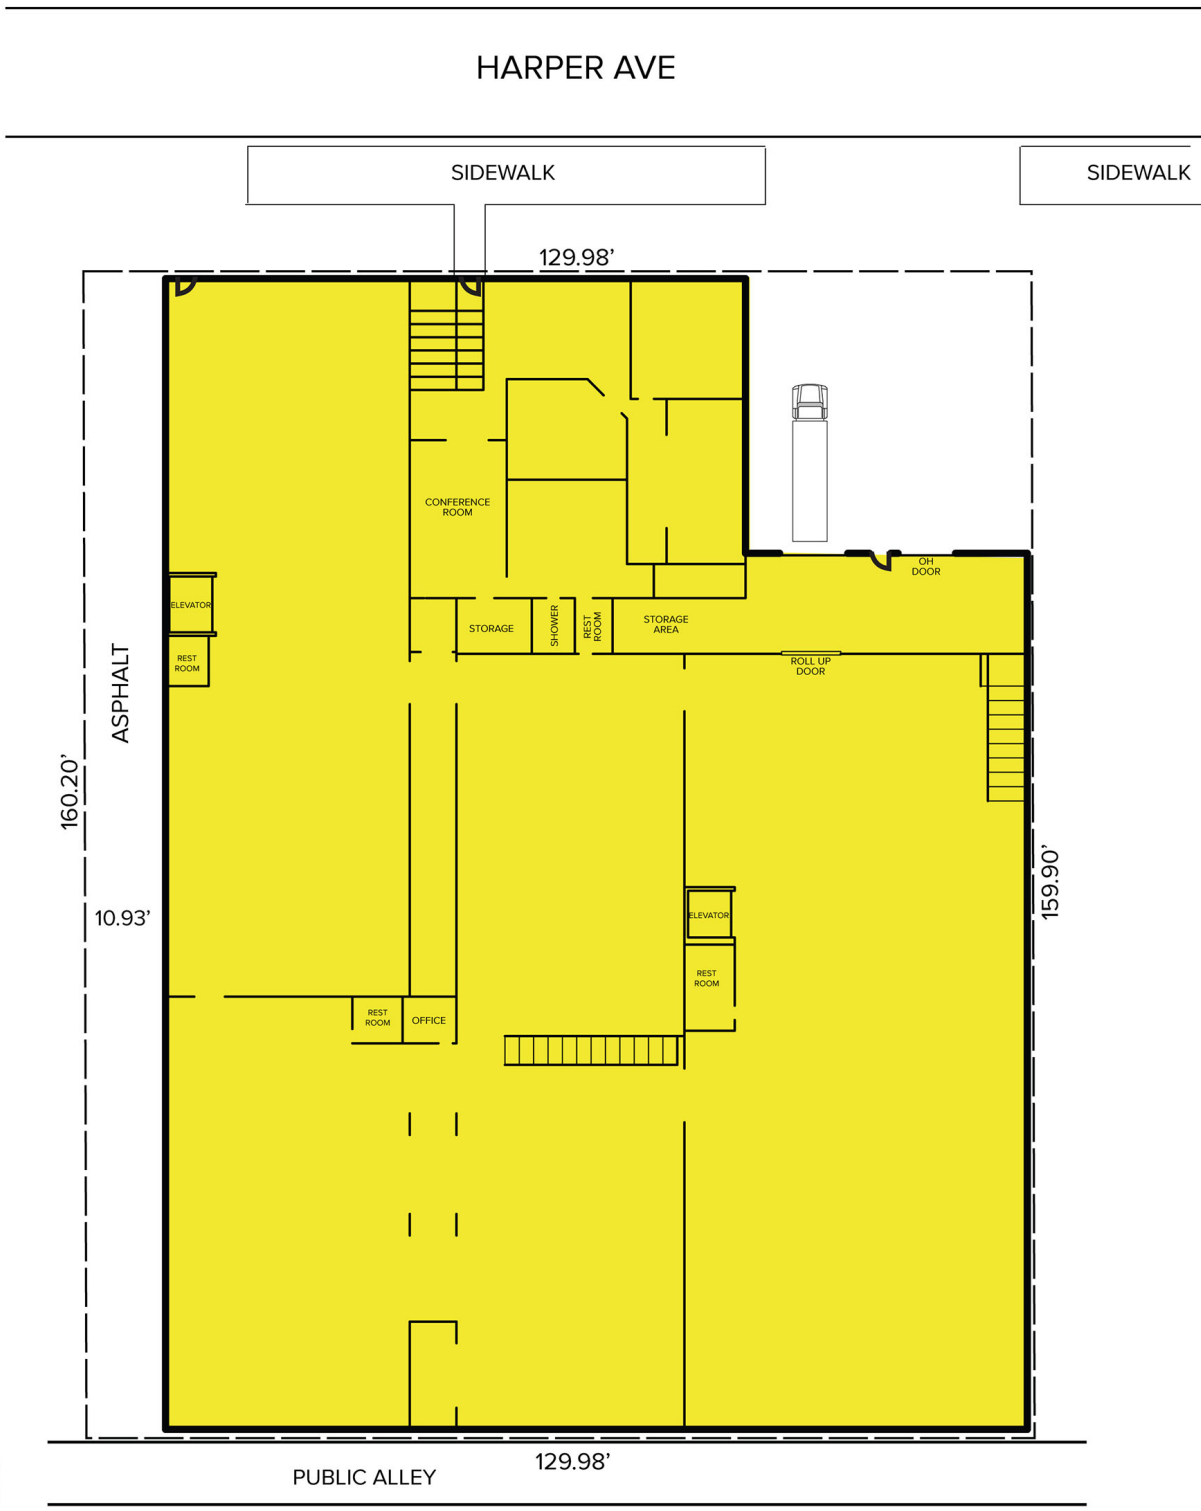 HARPER AVE
SIDEWALK
SIDEWALK
129.98’
CONFERENCE
ROOM
OH
DOOR
ELEVATOR
STORAGE
SHOWER
REST
ROOM
STORAGE
AREA
REST
ROOM
ROLL UP
DOOR
ASPHALT
160.20’
159.90’
10.93’
ELEVATOR
REST
ROOM
REST
ROOM
OFFICE
129.98’
PUBLIC ALLEY